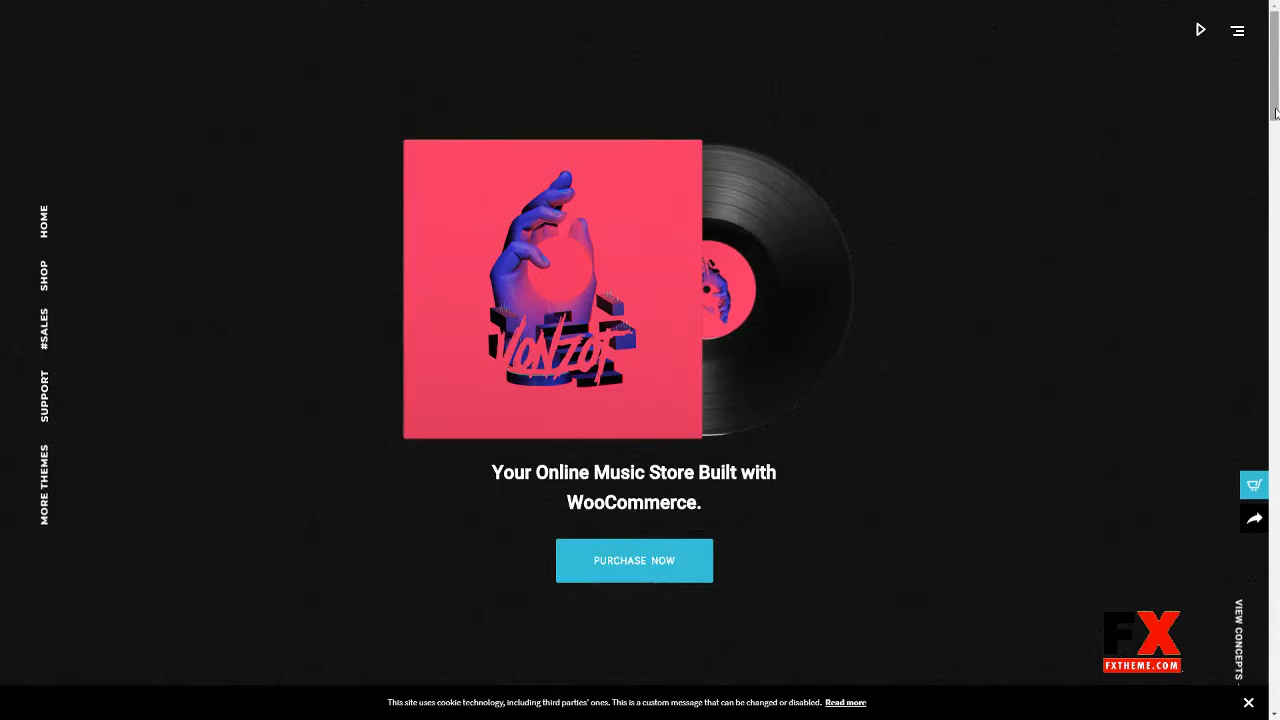 HOME
SHOP
#SALES
SUPPORT
MORE THEMES
VONZOT
Your Online Music Store Built with
WooCommerce.
PURCHASE NOW
VIEW CONCEPTS
FX
FXTHEME.COM
This site uses cookie technology, including third parties' ones. This is a custom message that can be changed or disabled. Read more